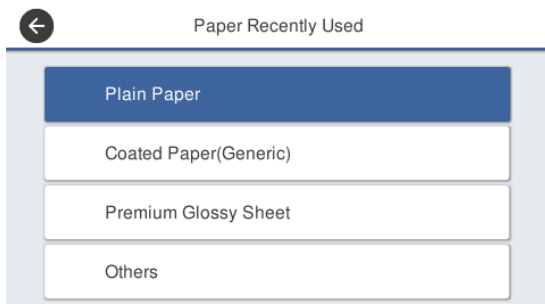 Paper Recently Used
Plain Paper
Coated Paper(Generic)
Premium Glossy Sheet
Others